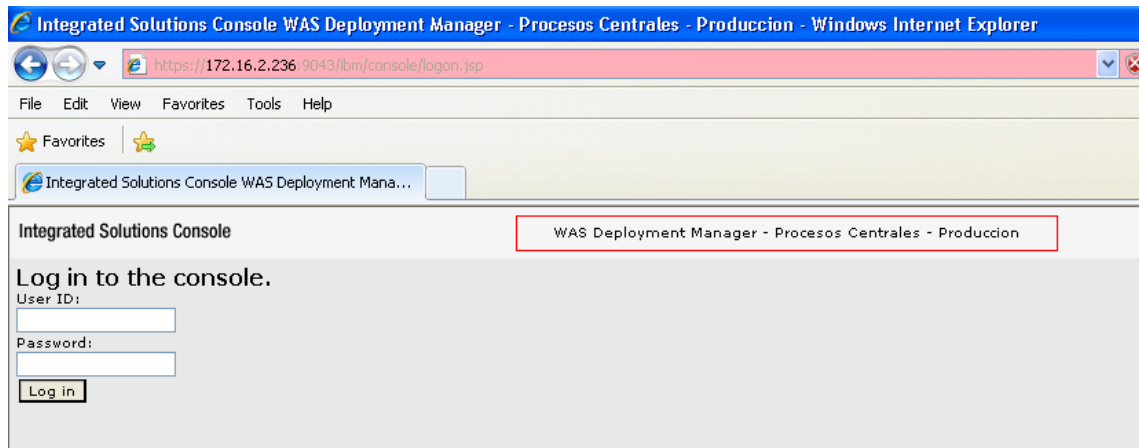 Integrated Solutions Console WAS Deployment Manager - Procesos Centrales - Produccion - Windows Internet Explorer
https://172.16.2.236:9043/ibm/console/logon.jsp
File Edit View Favorites Tools Help
Favorites
Integrated Solutions Console WAS Deployment Mana...
Integrated Solutions Console WAS Deployment Manager - Procesos Centrales - Produccion
Log in to the console.
User ID:
Password:
Log in